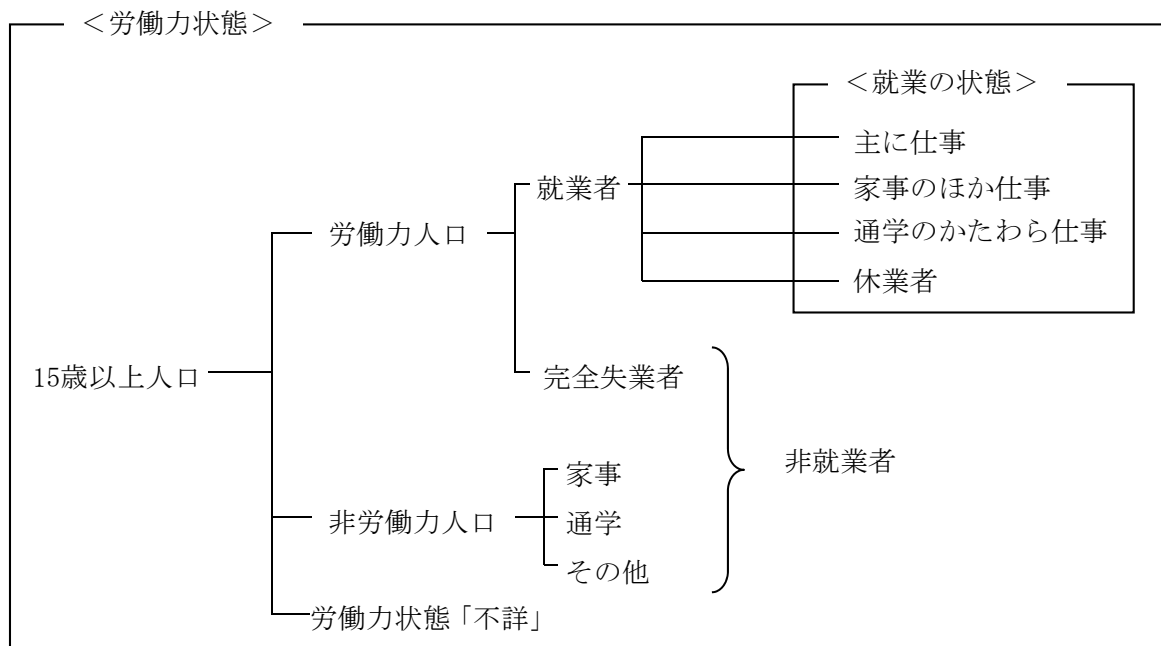 ＜労働力状態＞
＜就業の状態＞
主に仕事
就業者
家事のほか仕事
労働力人口
通学のかたわら仕事
休業者
15歳以上人口
完全失業者
非就業者
家事
非労働力人口
通学
その他
労働力状態「不詳」